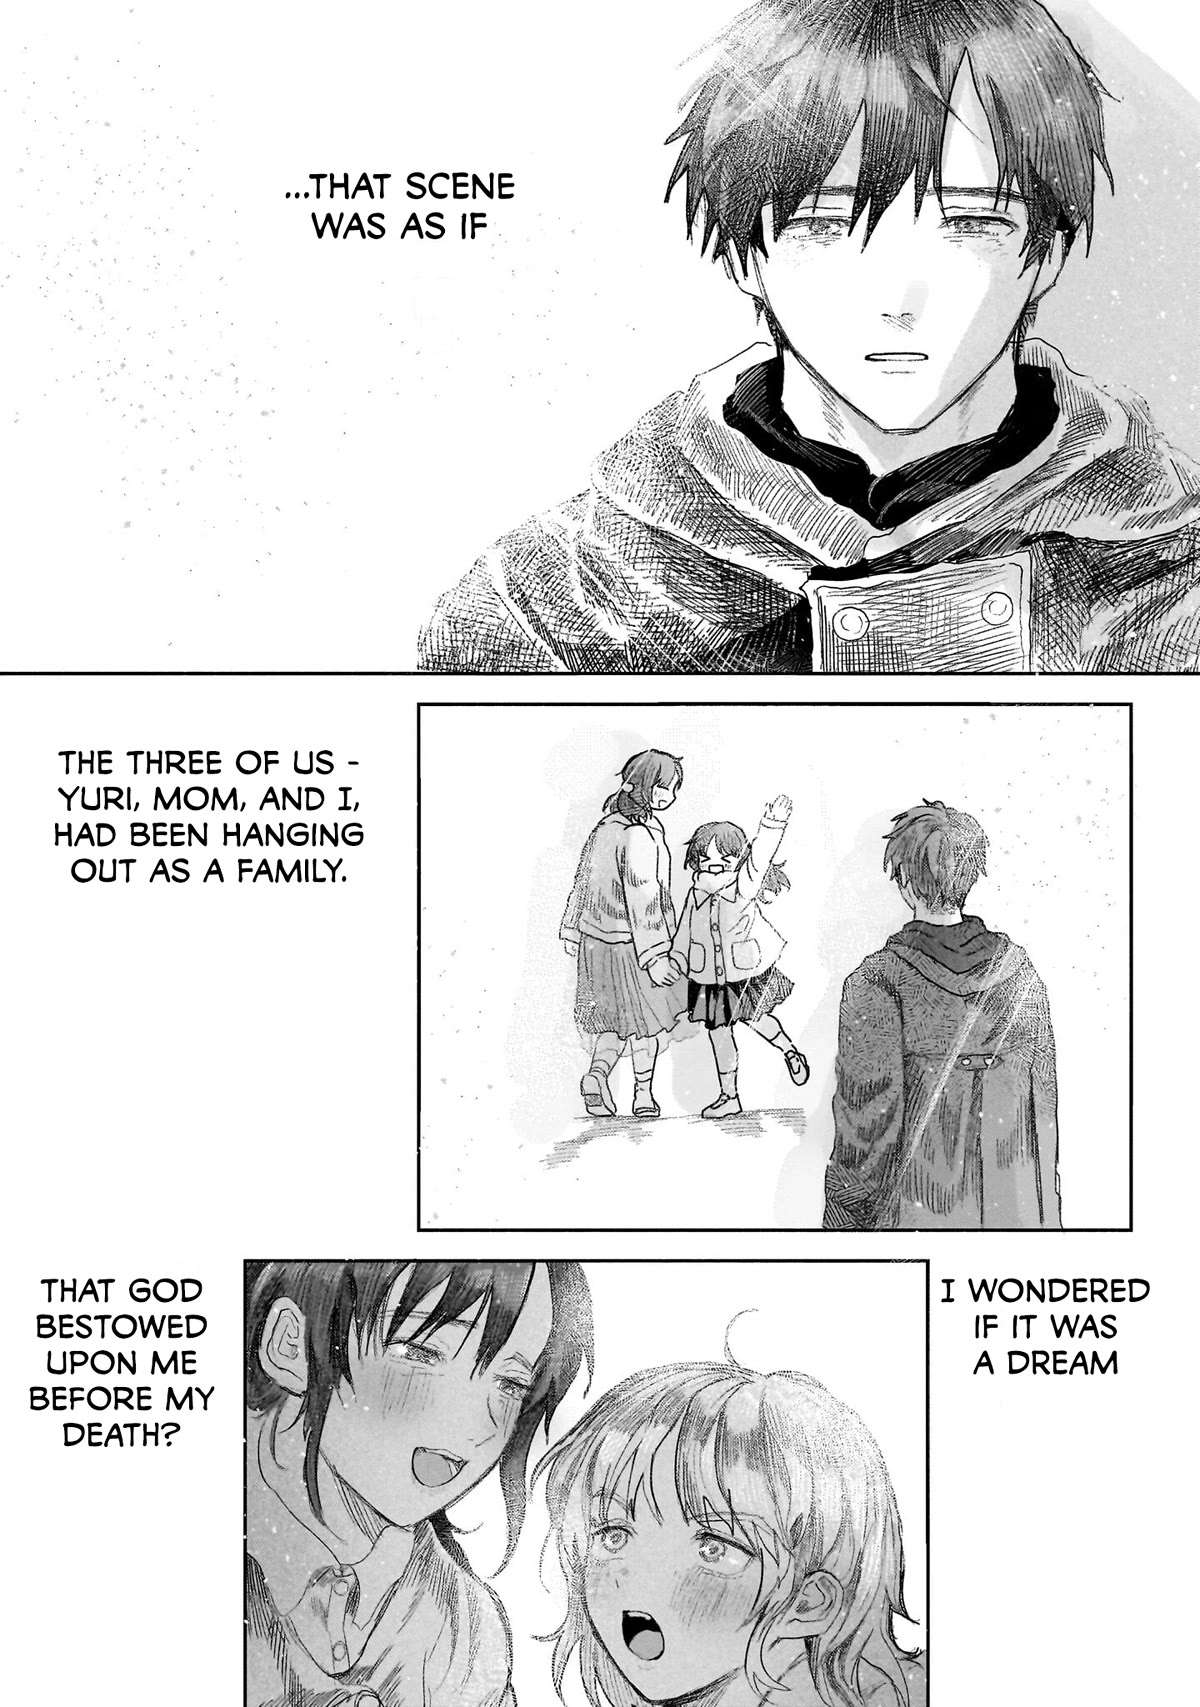 ...THAT SCENE
WAS AS IF
THE THREE OF US -
YURI, MOM, AND I,
HAD BEEN HANGING
OUT AS A FAMILY.
I WONDERED
IF IT WAS
A DREAM
THAT GOD
BESTOWED
UPON ME
BEFORE MY
DEATH?